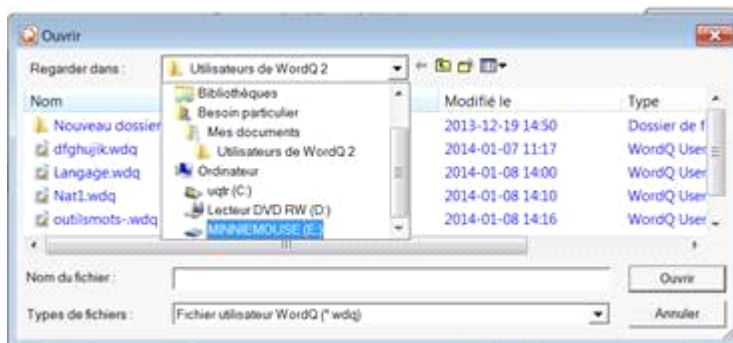 Ouvrir
Regarder dans :
Utilisateurs de WordQ 2
Nom
Modifié le
Type
Bibliothèques
Besoin particulier
Mes documents
Utilisateurs de WordQ 2
Ordinateur
uqtr (C:)
Lecteur DVD RW (D:)
MINNIEMOUSE (E:)
Nouveau dossier 2013-12-19 14:50 Dossier de f
dfghujik.wdq 2014-01-07 11:17 WordQ User
Langage.wdq 2014-01-08 14:00 WordQ User
Nat1.wdq 2014-01-08 14:10 WordQ User
outilsmots-.wdq 2014-01-08 14:16 WordQ User
Nom du fichier :
Ouvrir
Types de fichiers :
Fichier utilisateur WordQ (*.wdq)
Annuler